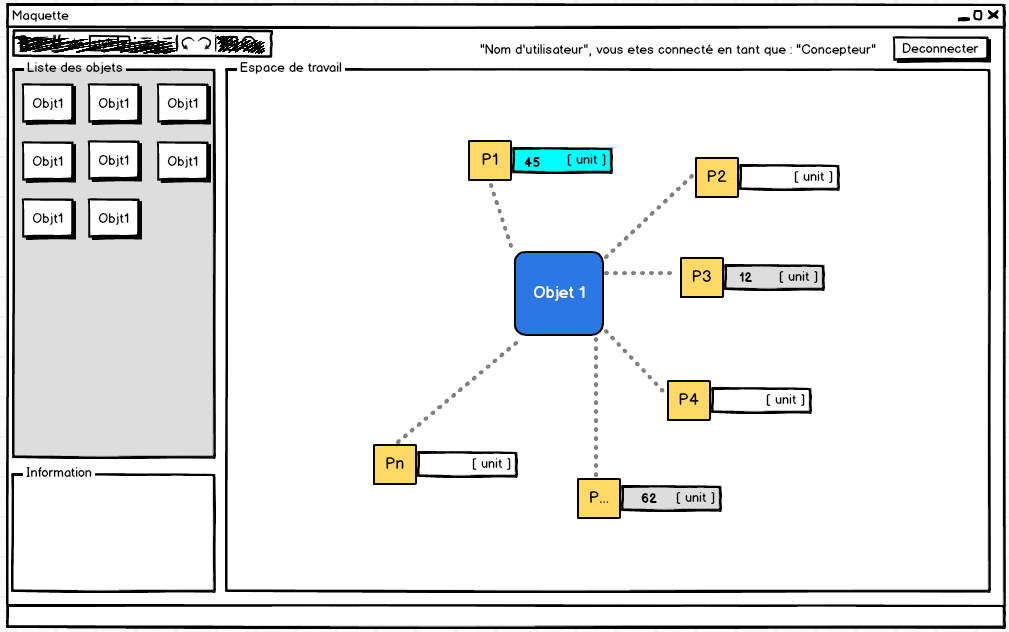 Maquette
"Nom d'utilisateur", vous etes connecté en tant que : "Concepteur"
Deconnecter
Liste des objets
Objt1 Objt1 Objt1
Objt1 Objt1 Objt1
Objt1 Objt1
Information
Espace de travail
P1 45 [ unit ]
P2 [ unit ]
P3 12 [ unit ]
Objet 1
P4 [ unit ]
Pn [ unit ]
P... 62 [ unit ]